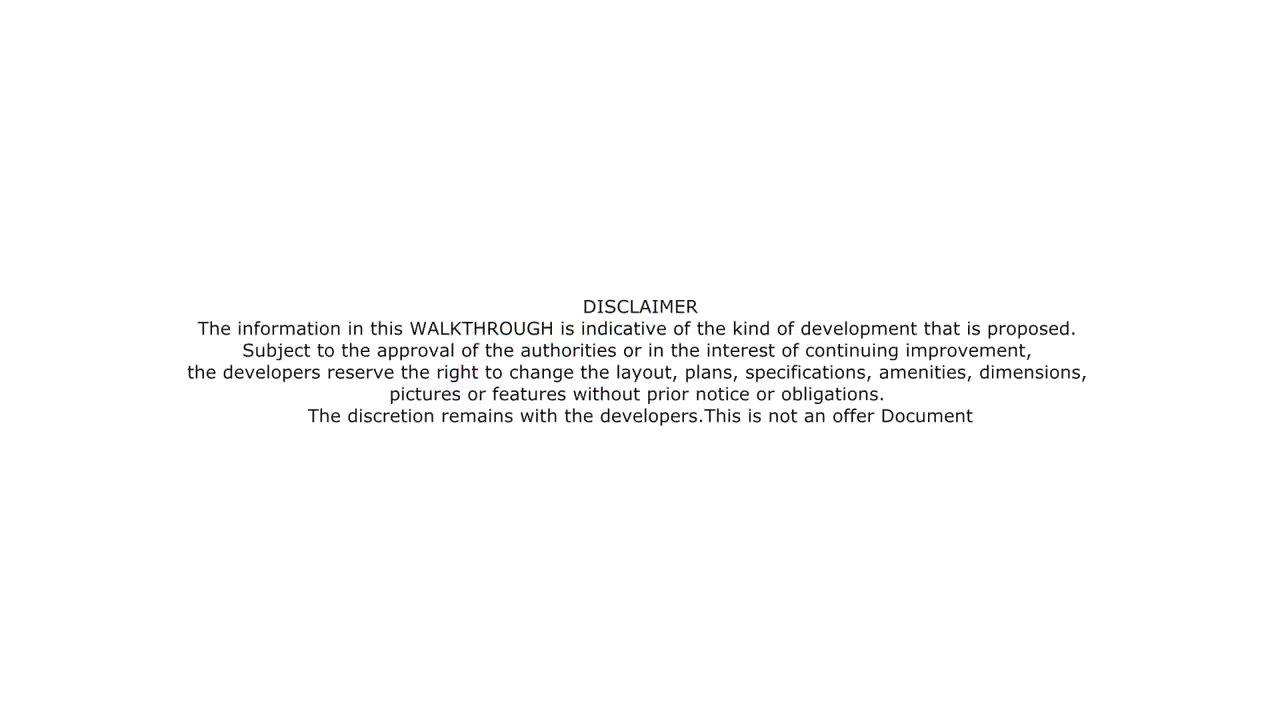 DISCLAIMER
The information in this WALKTHROUGH is indicative of the kind of development that is proposed.
Subject to the approval of the authorities or in the interest of continuing improvement,
the developers reserve the right to change the layout, plans, specifications, amenities, dimensions,
pictures or features without prior notice or obligations.
The discretion remains with the developers.This is not an offer Document